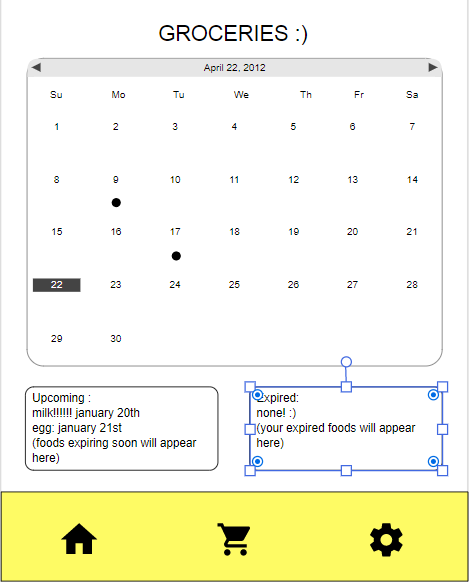 GROCERIES :)
April 22, 2012
Su Mo Tu We Th Fr Sa
1 2 3 4 5 6 7
8 9 10 11 12 13 14
15 16 17 18 19 20 21
22 23 24 25 26 27 28
29 30
Upcoming :
milk!!!!!! january 20th
egg: january 21st
(foods expiring soon will appear
here)
Expired:
none! :)
(your expired foods will appear
here)